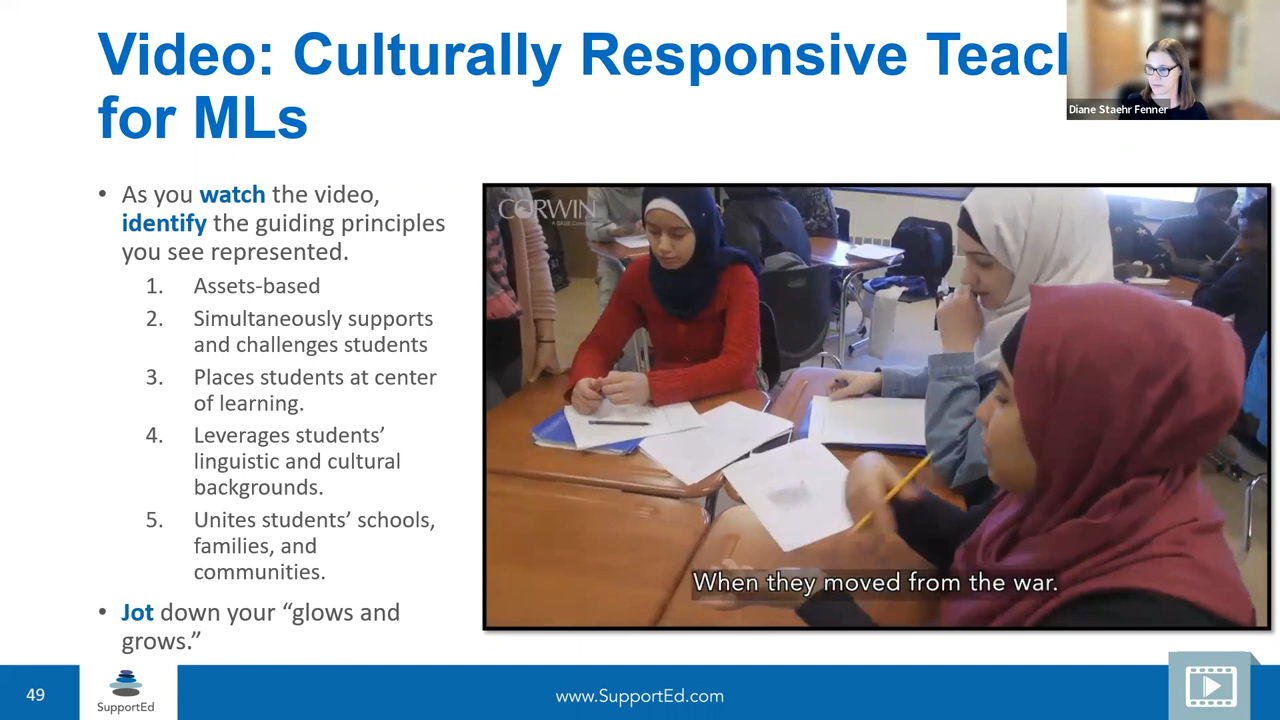 Video: Culturally Responsive Teach
for MLs
Diane Staehr Fenner
• As you watch the video,
identify the guiding principles
you see represented.
1. Assets-based
2. Simultaneously supports
and challenges students
3. Places students at center
of learning.
4. Leverages students’
linguistic and cultural
backgrounds.
5. Unites students’ schools,
families, and
communities.
• Jot down your “glows and
grows.”
CORWIN
When they moved from the war.
49
SupportEd
www.SupportEd.com